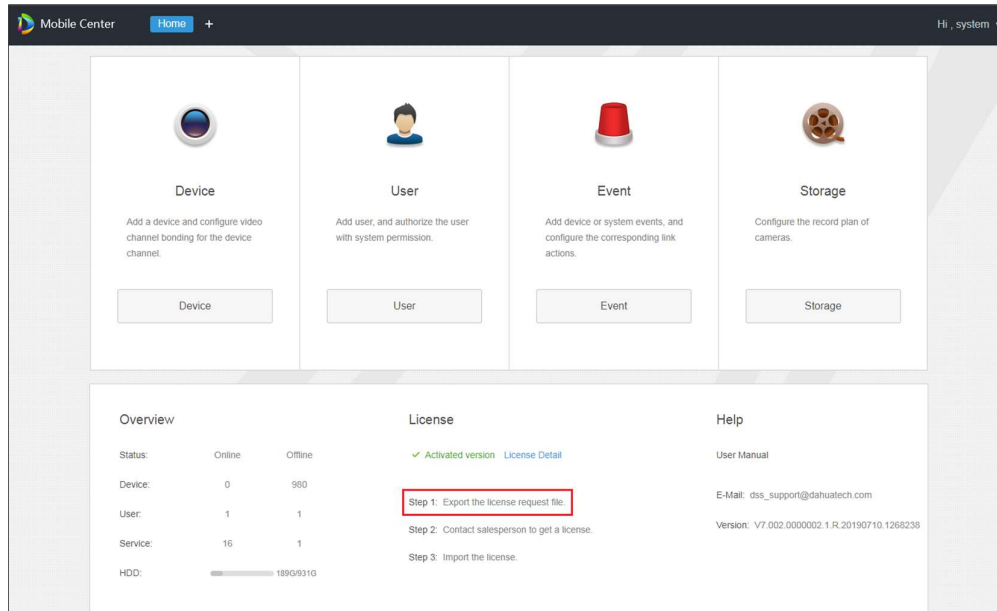 Mobile Center Home + Hi , system
Device User Event Storage
Add a device and configure video
channel bonding for the device
channel.
Add user, and authorize the user
with system permission.
Add device or system events, and
configure the corresponding link
actions.
Configure the record plan of
cameras.
Device User Event Storage
Overview
Status: Online Offline
Device: 0 980
User: 1 1
Service: 16 1
HDD: 189G/931G
License
Activated version License Detail
Step 1: Export the license request file.
Step 2: Contact salesperson to get a license.
Step 3: Import the license.
Help
User Manual
E-Mail: dss_support@dahuatech.com
Version: V7.002.0000002.1.R.20190710.1268238